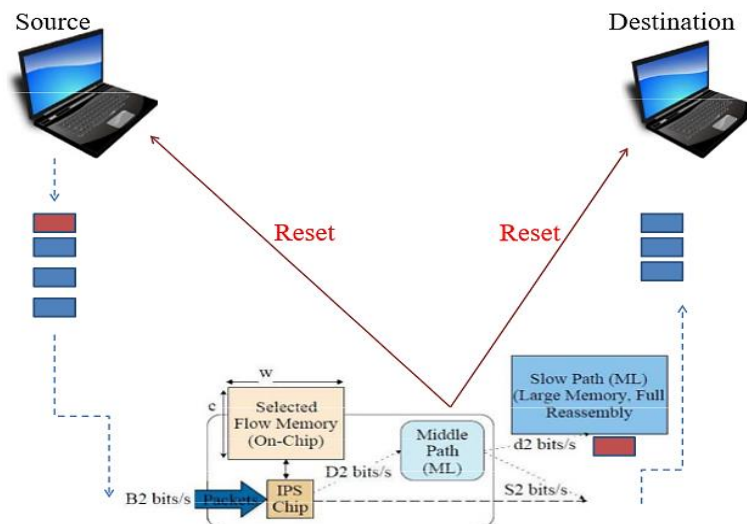 Source
Destination
Reset
Reset
w
c
Selected
Flow Memory
(On-Chip)
Slow Path (ML)
(Large Memory, Full
Reassembly
Middle
Path
(ML)
d2 bits/s
D2 bits/s
IPS
Chip
B2 bits/s
Packets
S2 bits/s